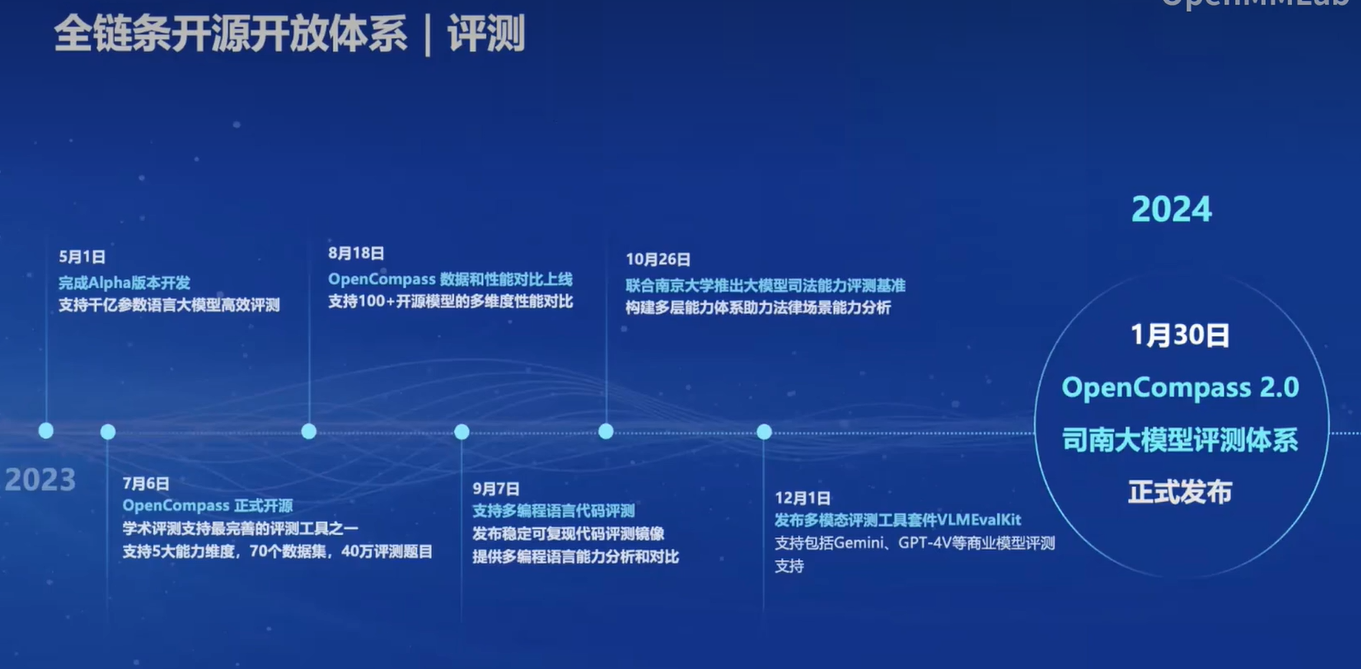 OpenMMLab
全链条开源开放体系｜评测
2024
5月1日
完成Alpha版本开发
支持千亿参数语言大模型高效评测
8月18日
OpenCompass 数据和性能对比上线
支持100+开源模型的多维度性能对比
10月26日
联合南京大学推出大模型司法能力评测基准
构建多层能力体系助力法律场景能力分析
1月30日
OpenCompass 2.0
司南大模型评测体系
正式发布
2023
7月6日
OpenCompass 正式开源
学术评测支持最完善的评测工具之一
支持5大能力维度，70个数据集，40万评测题目
9月7日
支持多编程语言代码评测
发布稳定可复现代码评测镜像
提供多编程语言能力分析和对比
12月1日
发布多模态评测工具套件VLMEvalKit
支持包括Gemini、GPT-4V等商业模型评测
支持